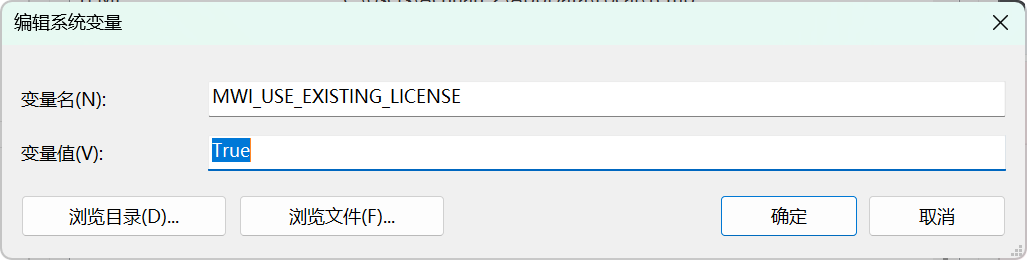 编辑系统变量
变量名(N):
MWI_USE_EXISTING_LICENSE
变量值(V):
True
浏览目录(D)...
浏览文件(F)...
确定
取消